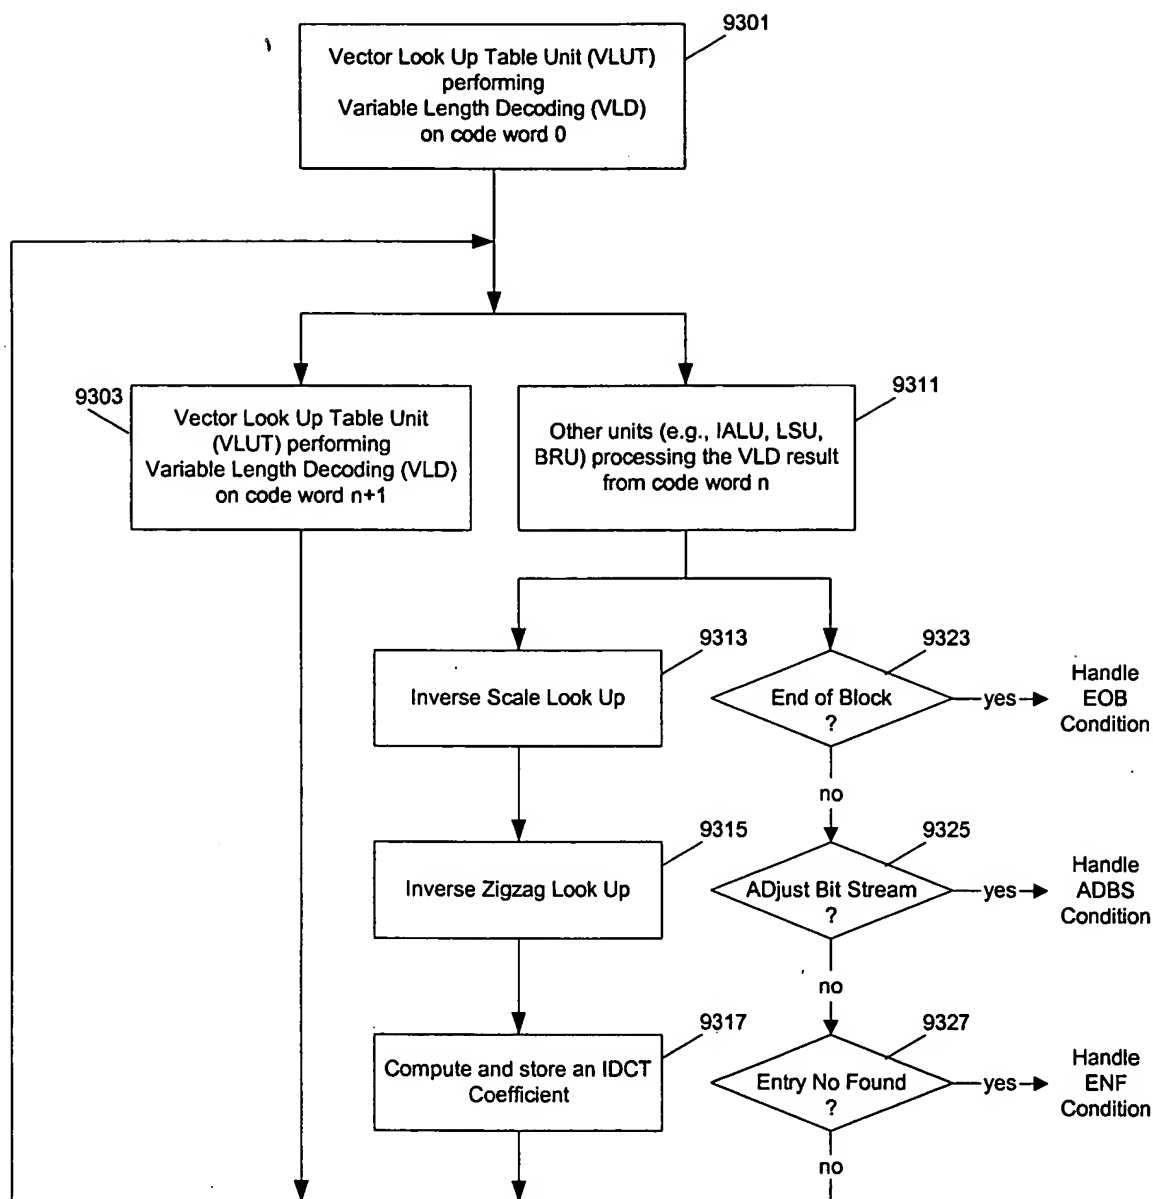 9301
Vector Look Up Table Unit (VLUT)
performing
Variable Length Decoding (VLD)
on code word 0
9303
Vector Look Up Table Unit
(VLUT) performing
Variable Length Decoding (VLD)
on code word n+1
9311
Other units (e.g., IALU, LSU,
BRU) processing the VLD result
from code word n
9313
Inverse Scale Look Up
9323
End of Block
?
yes
Handle
EOB
Condition
no
9315
Inverse Zigzag Look Up
9325
ADjust Bit Stream
?
yes
Handle
ADBS
Condition
no
9317
Compute and store an IDCT
Coefficient
9327
Entry No Found
?
yes
Handle
ENF
Condition
no